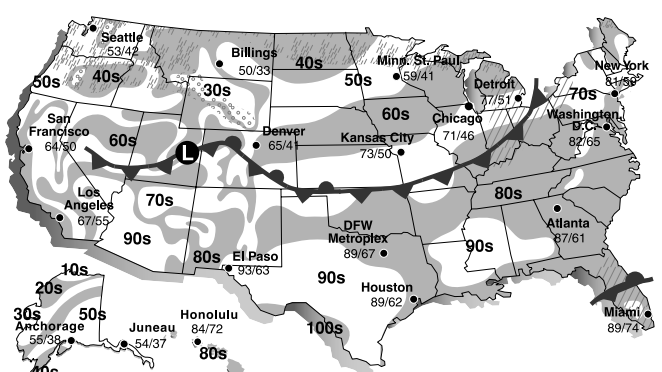 Seattle
53/42
Billings
50/33
40s
Minn. St. Paul
59/41
50s
40s
50s
30s
Detroit
77/51
New York
81/58
70s
60s
Chicago
71/46
Washington
D.C.
82/65
San
Francisco
64/50
60s
L
Denver
65/41
Kansas City
73/50
Los
Angeles
67/55
70s
80s
90s
DFW
Metroplex
89/67
Atlanta
87/61
90s
80s
El Paso
93/63
90s
Houston
89/62
100s
Miami
89/74
10s
20s
30s
50s
Anchorage
55/38
Juneau
54/37
Honolulu
84/72
80s
40s